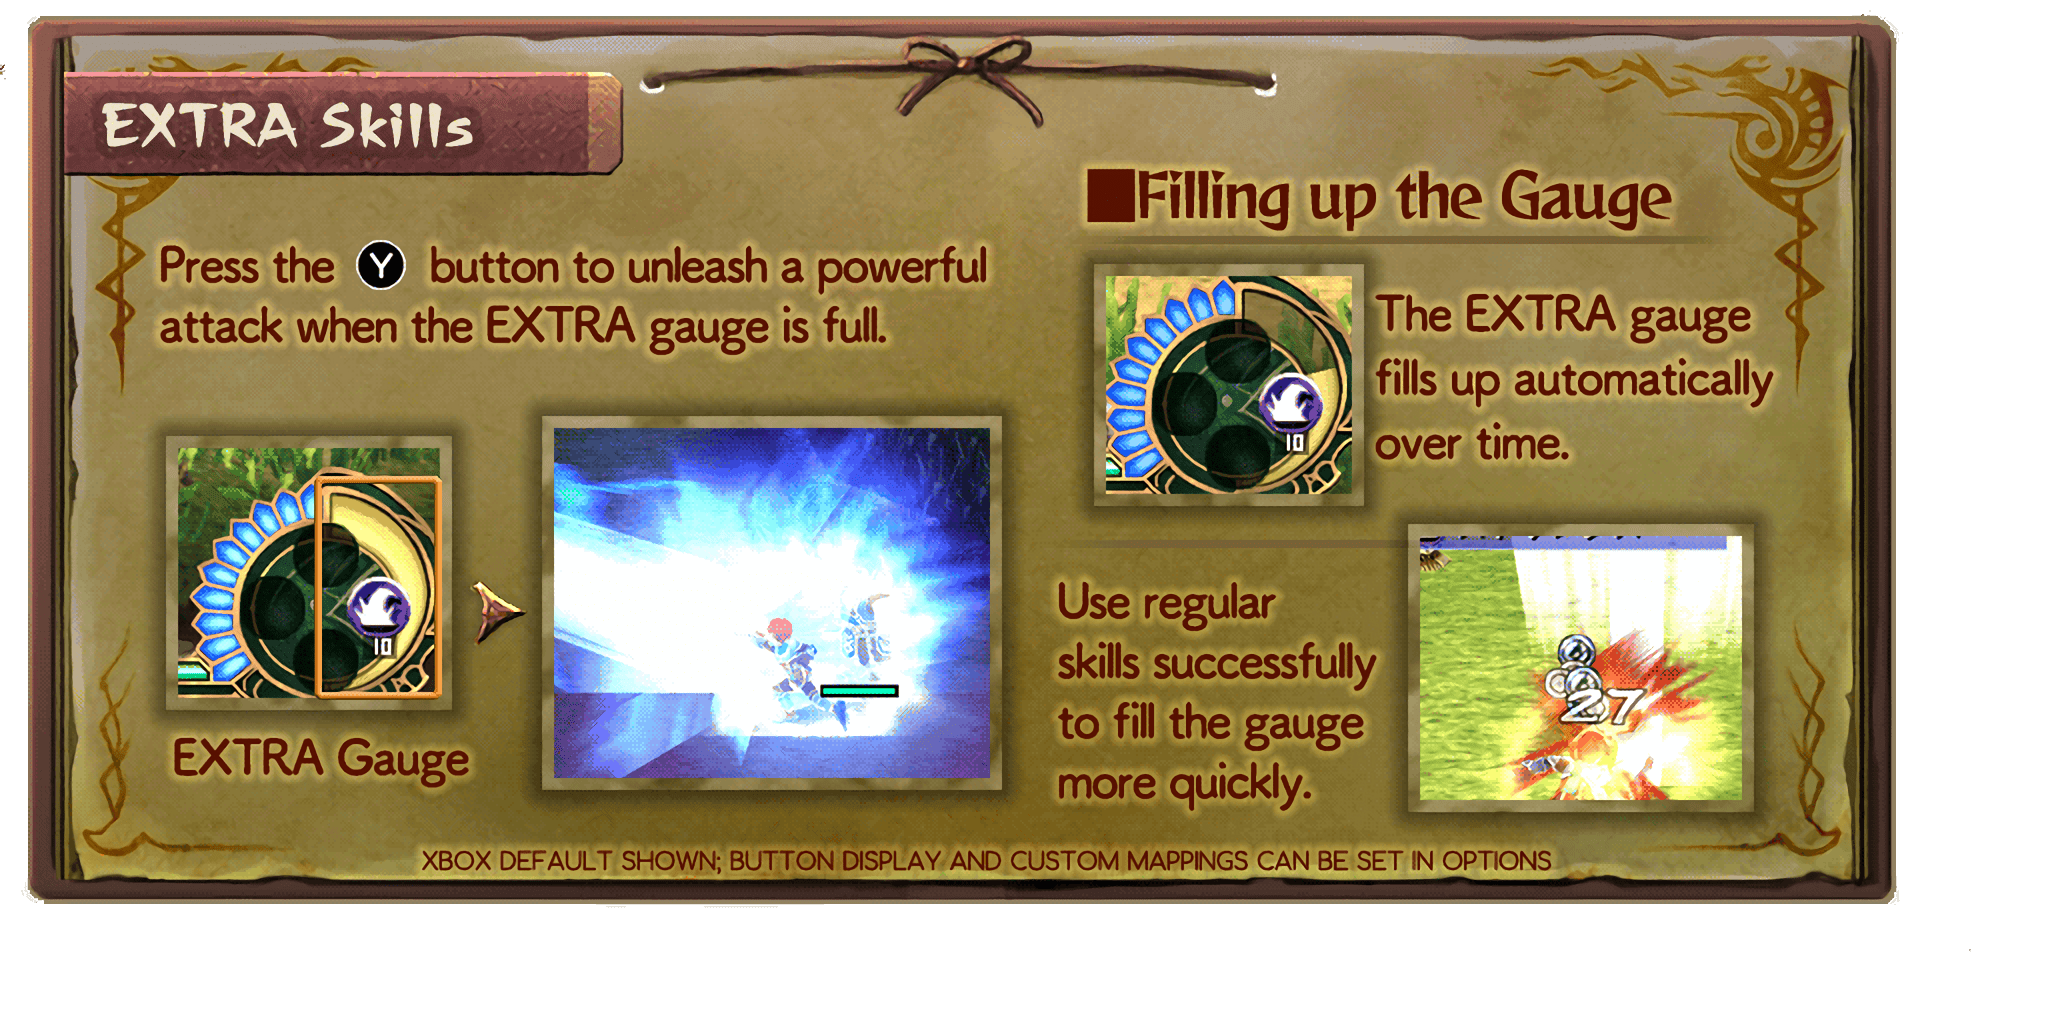 EXTRA Skills
Press the Y button to unleash a powerful
attack when the EXTRA gauge is full.
10
EXTRA Gauge
■Filling up the Gauge
10
The EXTRA gauge
fills up automatically
over time.
Use regular
skills successfully
to fill the gauge
more quickly.
27
XBOX DEFAULT SHOWN; BUTTON DISPLAY AND CUSTOM MAPPINGS CAN BE SET IN OPTIONS